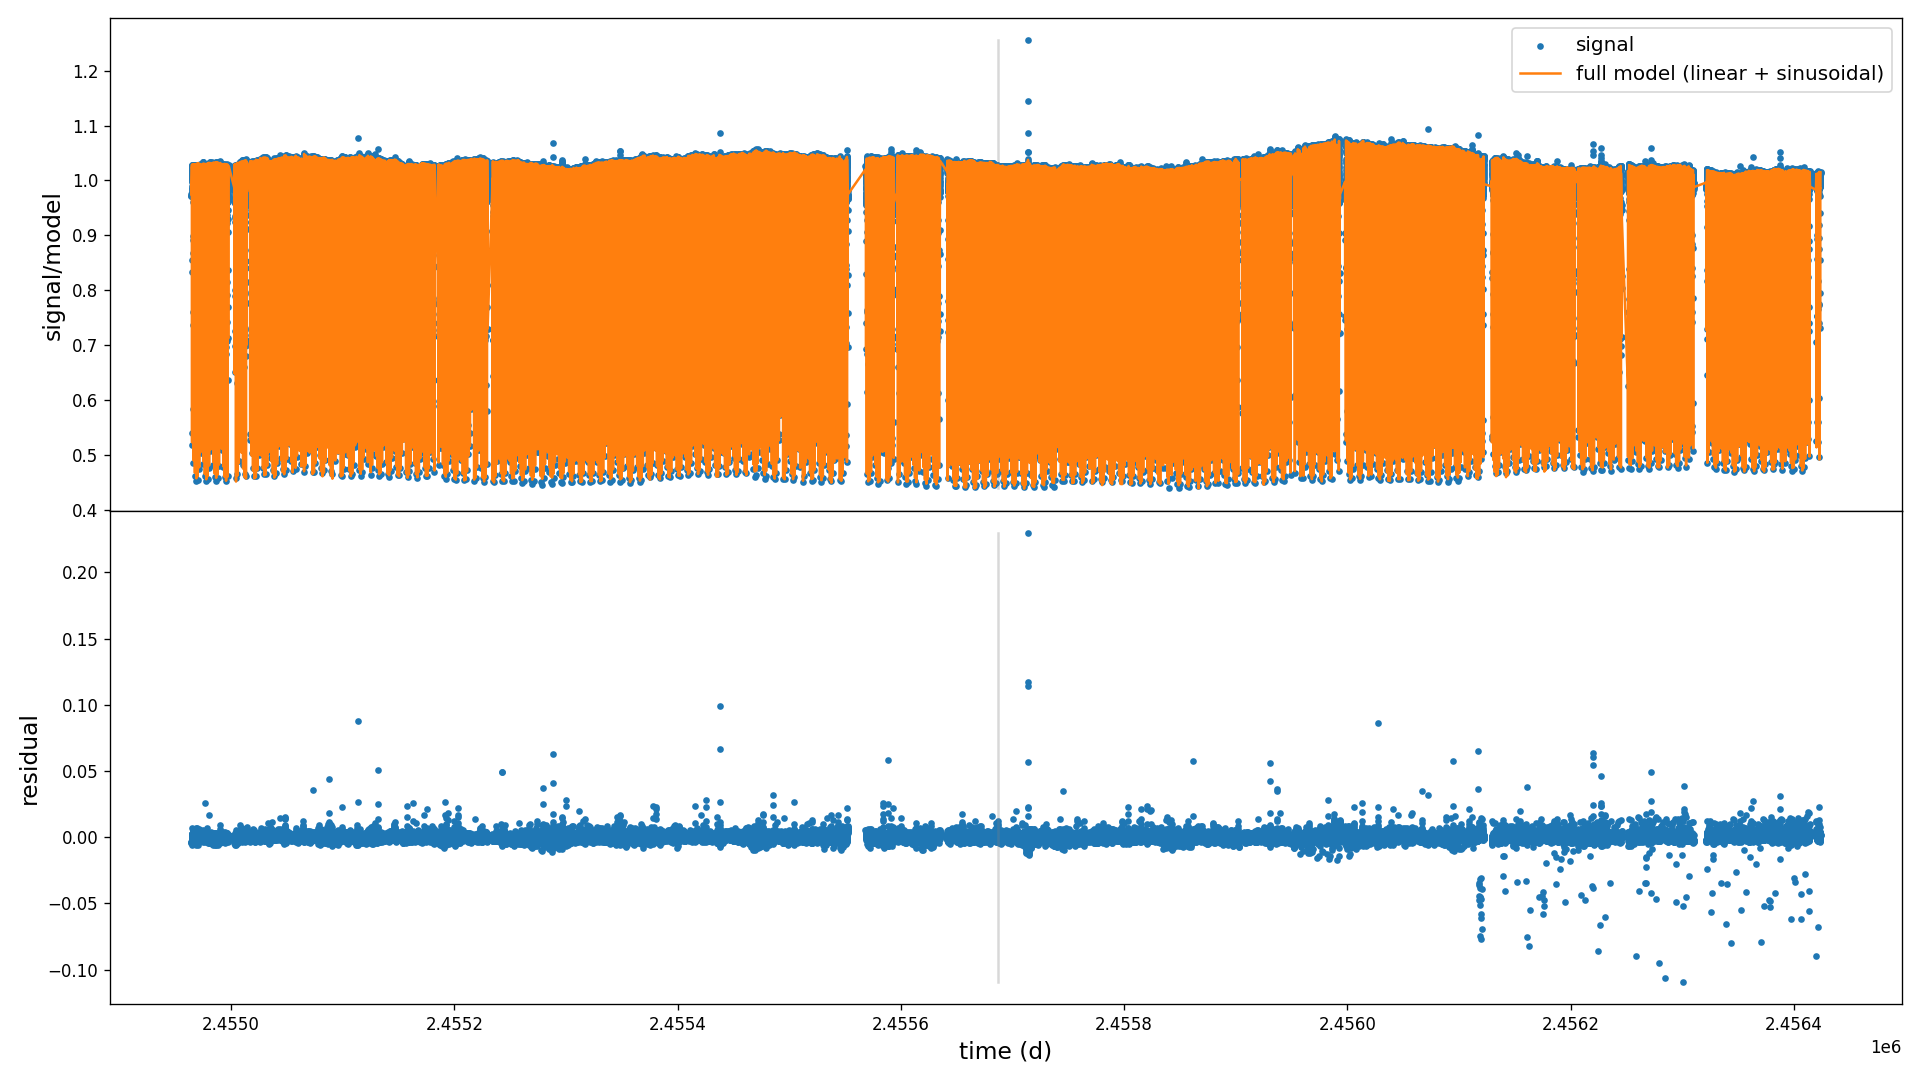 signal
full model (linear + sinusoidal)
signal/model
1.2
1.1
1.0
0.9
0.8
0.7
0.6
0.5
0.4
residual
0.20
0.15
0.10
0.05
0.00
−0.05
−0.10
2.4550 2.4552 2.4554 2.4556 2.4558 2.4560 2.4562 2.4564
1e6
time (d)